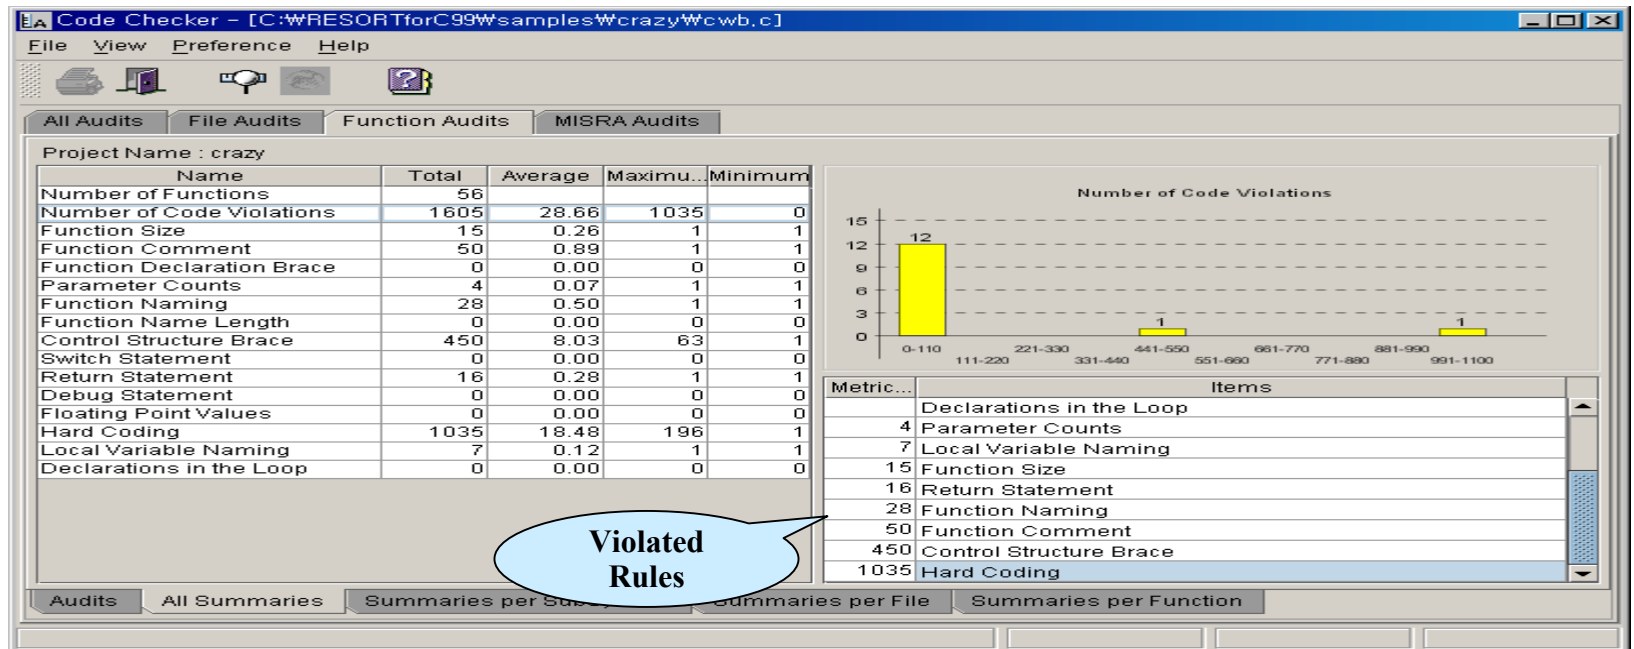 Code Checker - [C:₩RESORTforC99₩samples₩crazy₩cwb,c]
File View Preference Help
All Audits File Audits Function Audits MISRA Audits
Project Name : crazy
Name Total Average Maximu... Minimum
Number of Functions 56
Number of Code Violations 1605 28.66 1035 0
Function Size 15 0.26 1 1
Function Comment 50 0.89 1 1
Function Declaration Brace 0 0.00 0 0
Parameter Counts 4 0.07 1 1
Function Naming 28 0.50 1 1
Function Name Length 0 0.00 0 0
Control Structure Brace 450 8.03 63 1
Switch Statement 0 0.00 0 0
Return Statement 16 0.28 1 1
Debug Statement 0 0.00 0 0
Floating Point Values 0 0.00 0 0
Hard Coding 1035 18.48 196 1
Local Variable Naming 7 0.12 1 1
Declarations in the Loop 0 0.00 0 0
Number of Code Violations
15
12 12
9
6
3 1 1
0
0-110 221-330 441-550 661-770 881-990
111-220 331-440 551-660 771-880 991-1100
Metric... Items
Declarations in the Loop
4 Parameter Counts
7 Local Variable Naming
15 Function Size
16 Return Statement
28 Function Naming
50 Function Comment
450 Control Structure Brace
1035 Hard Coding
Violated
Rules
Audits All Summaries Summaries per Summaries per File Summaries per Function